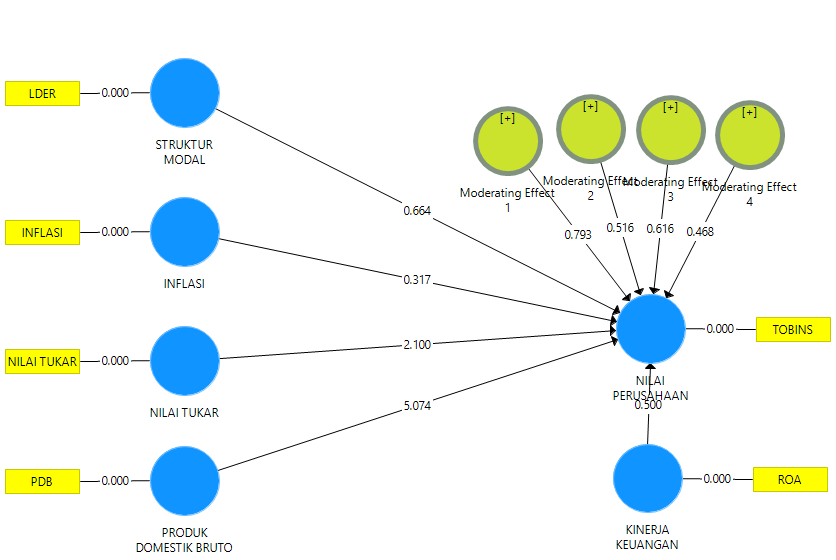 LDER
0.000
STRUKTUR
MODAL
INFLASI
0.000
INFLASI
NILAI TUKAR
0.000
NILAI TUKAR
PDB
0.000
PRODUK
DOMESTIK BRUTO
0.664
0.317
2.100
5.074
[+]
Moderating Effect
1
[+]
Moderating Effect
2
[+]
Moderating Effect
3
[+]
Moderating Effect
4
0.793
0.516
0.616
0.468
NILAI
PERUSAHAAN
0.000
TOBINS
0.500
KINERJA
KEUANGAN
0.000
ROA